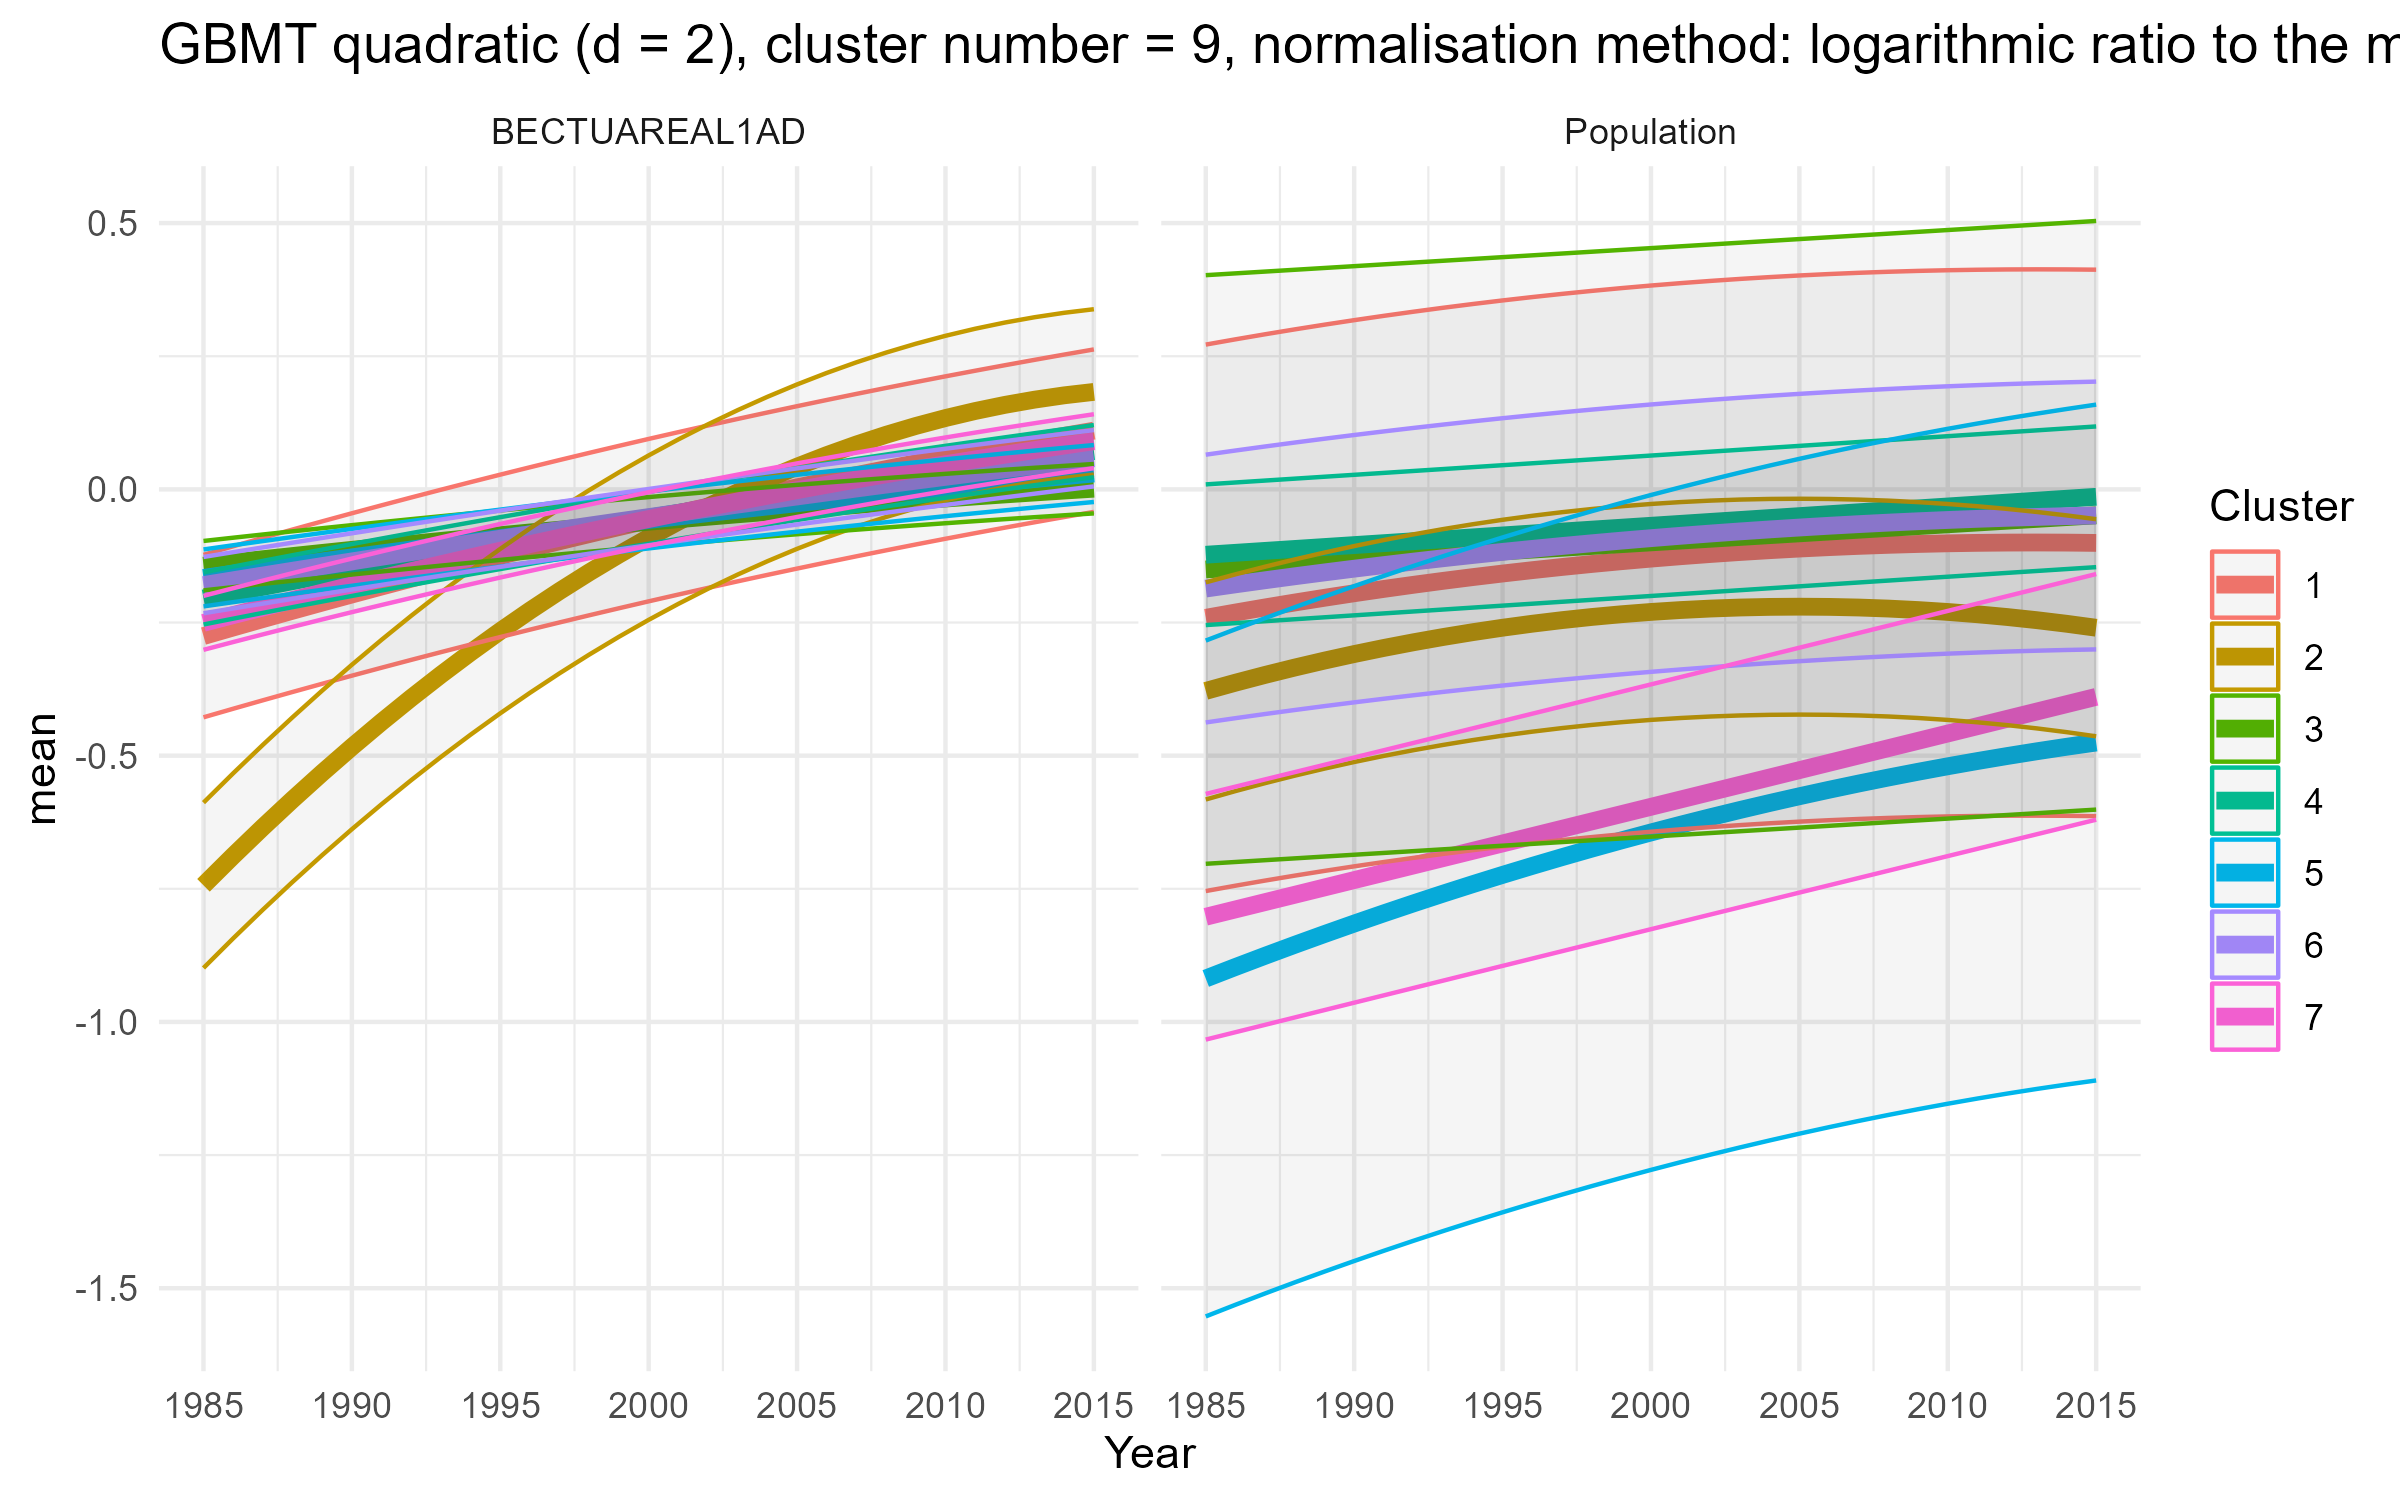 GBMT quadratic (d = 2), cluster number = 9, normalisation method: logarithmic ratio to the
BECTUAREAL1AD
Population
0.5
0.0
-0.5
-1.0
-1.5
mean
1985 1990 1995 2000 2005 2010 2015
1985 1990 1995 2000 2005 2010 2015
Year
Cluster
1
2
3
4
5
6
7